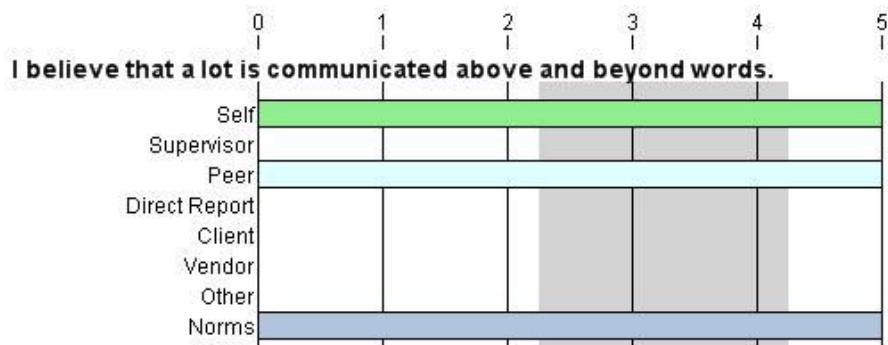 0 1 2 3 4 5
I believe that a lot is communicated above and beyond words.
Self
Supervisor
Peer
Direct Report
Client
Vendor
Other
Norms